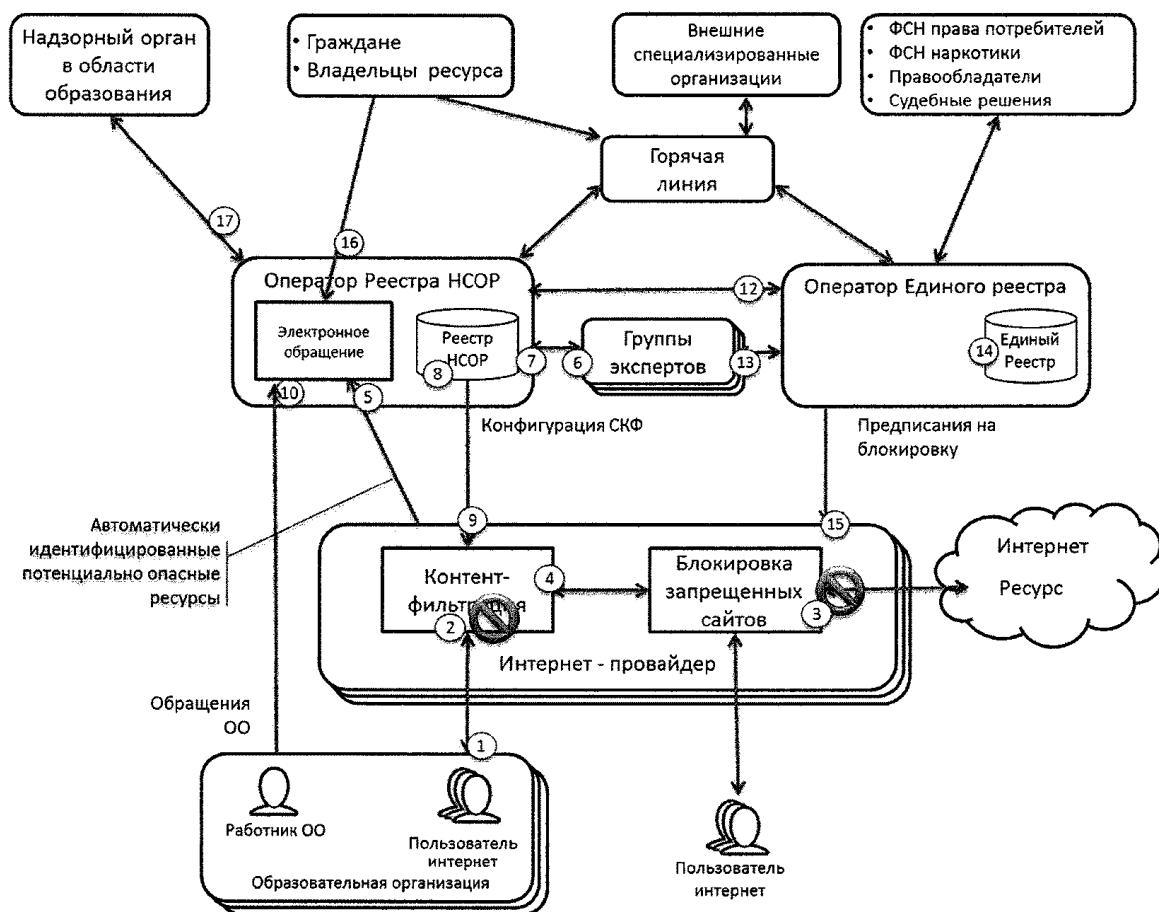 Надзорный орган
в области
образования
• Граждане
• Владельцы ресурса
Внешние
специализированные
организации
• ФСН права потребителей
• ФСН наркотики
• Правообладатели
• Судебные решения
Горячая
линия
17
16
Оператор Реестра НСОР
Электронное
обращение
Реестр
НСОР
8
7
6
Группы
экспертов
13
12
Оператор Единого реестра
14
Единый
Реестр
10
5
Конфигурация СКФ
Предписания на
блокировку
Автоматически
идентифицированные
потенциально опасные
ресурсы
9
15
Контент-
фильтрация
2
4
Блокировка
запрещенных
сайтов
3
Интернет
Ресурс
Интернет - провайдер
Обращения
ОО
1
Работник ОО
Пользователь
интернет
Образовательная организация
Пользователь
интернет